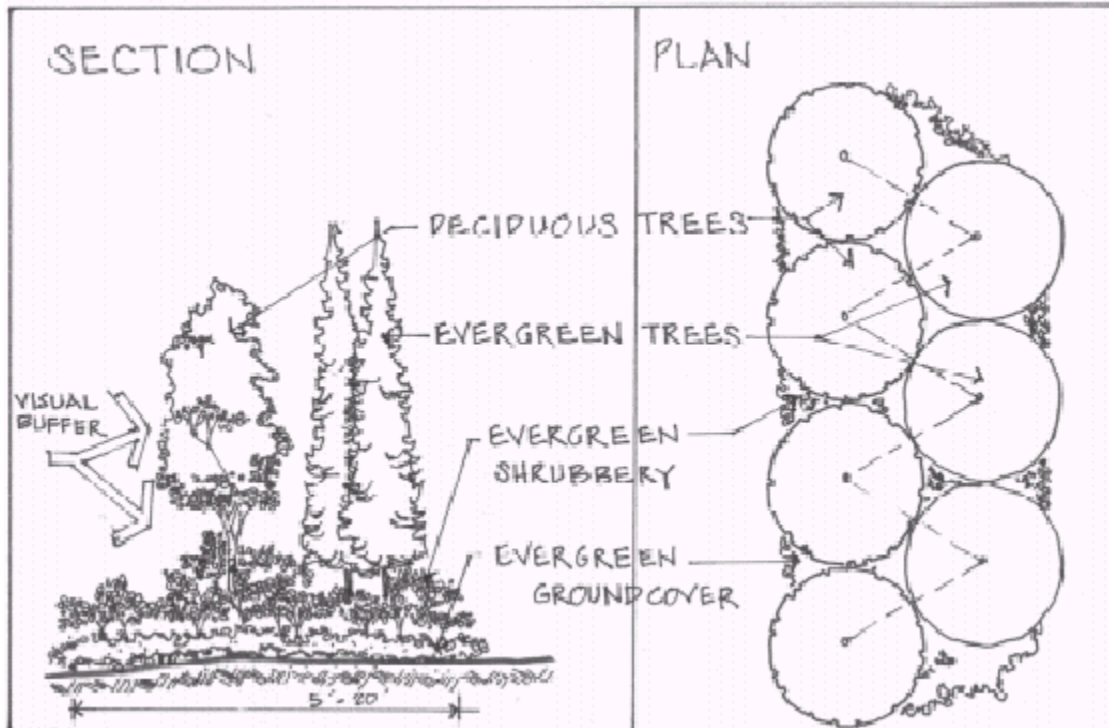 SECTION
PLAN
DECIDUOUS TREES
EVERGREEN TREES
VISUAL
BUFFER
EVERGREEN
SHRUBBERY
EVERGREEN
GROUNDCOVER
5'-20'